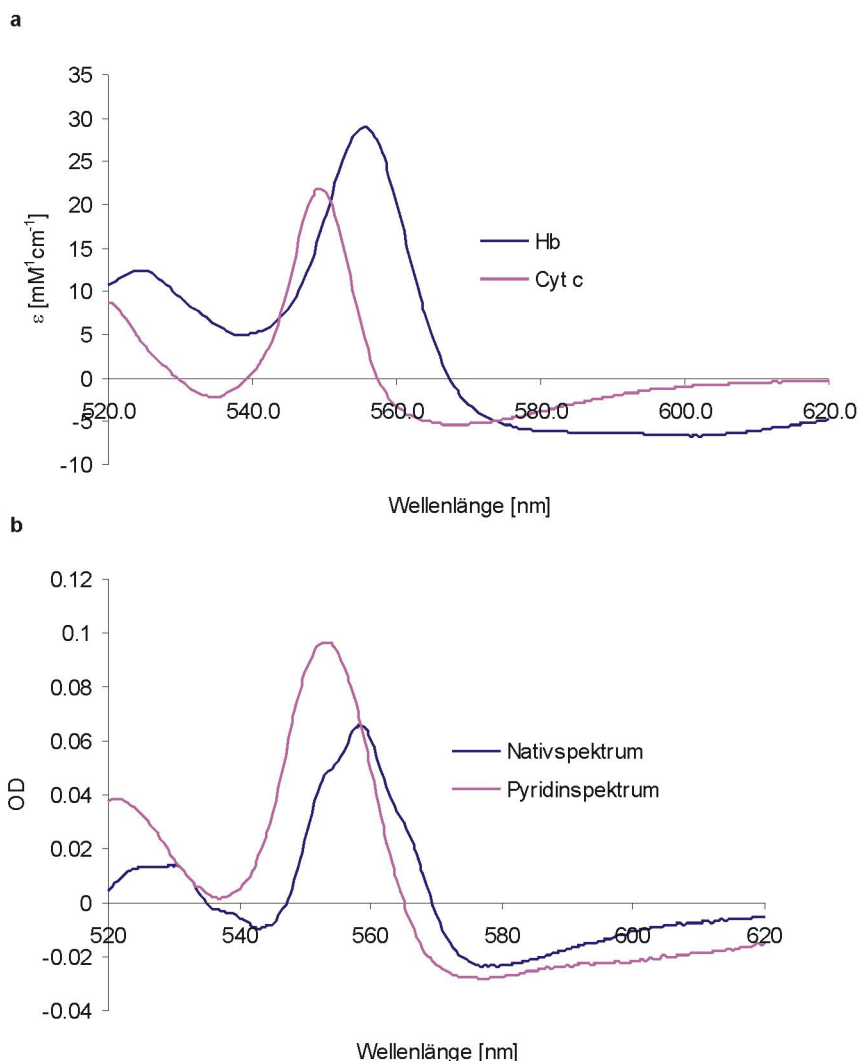 a
35
30
25
20
15
10
5
0
-5
-10
ε [mM¹cm⁻¹]
520.0 540.0 560.0 580.0 600.0 620.0
Hb
Cyt c
Wellenlänge [nm]
b
0.12
0.1
0.08
0.06
0.04
0.02
0
-0.02
-0.04
OD
520 540 560 580 600 620
Nativspektrum
Pyridinspektrum
Wellenlänge [nm]